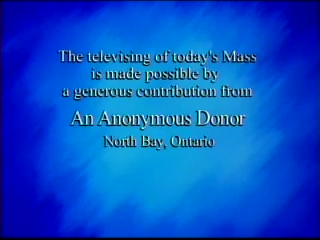 The televising of today's Mass
is made possible by
a generous contribution from
An Anonymous Donor
North Bay, Ontario